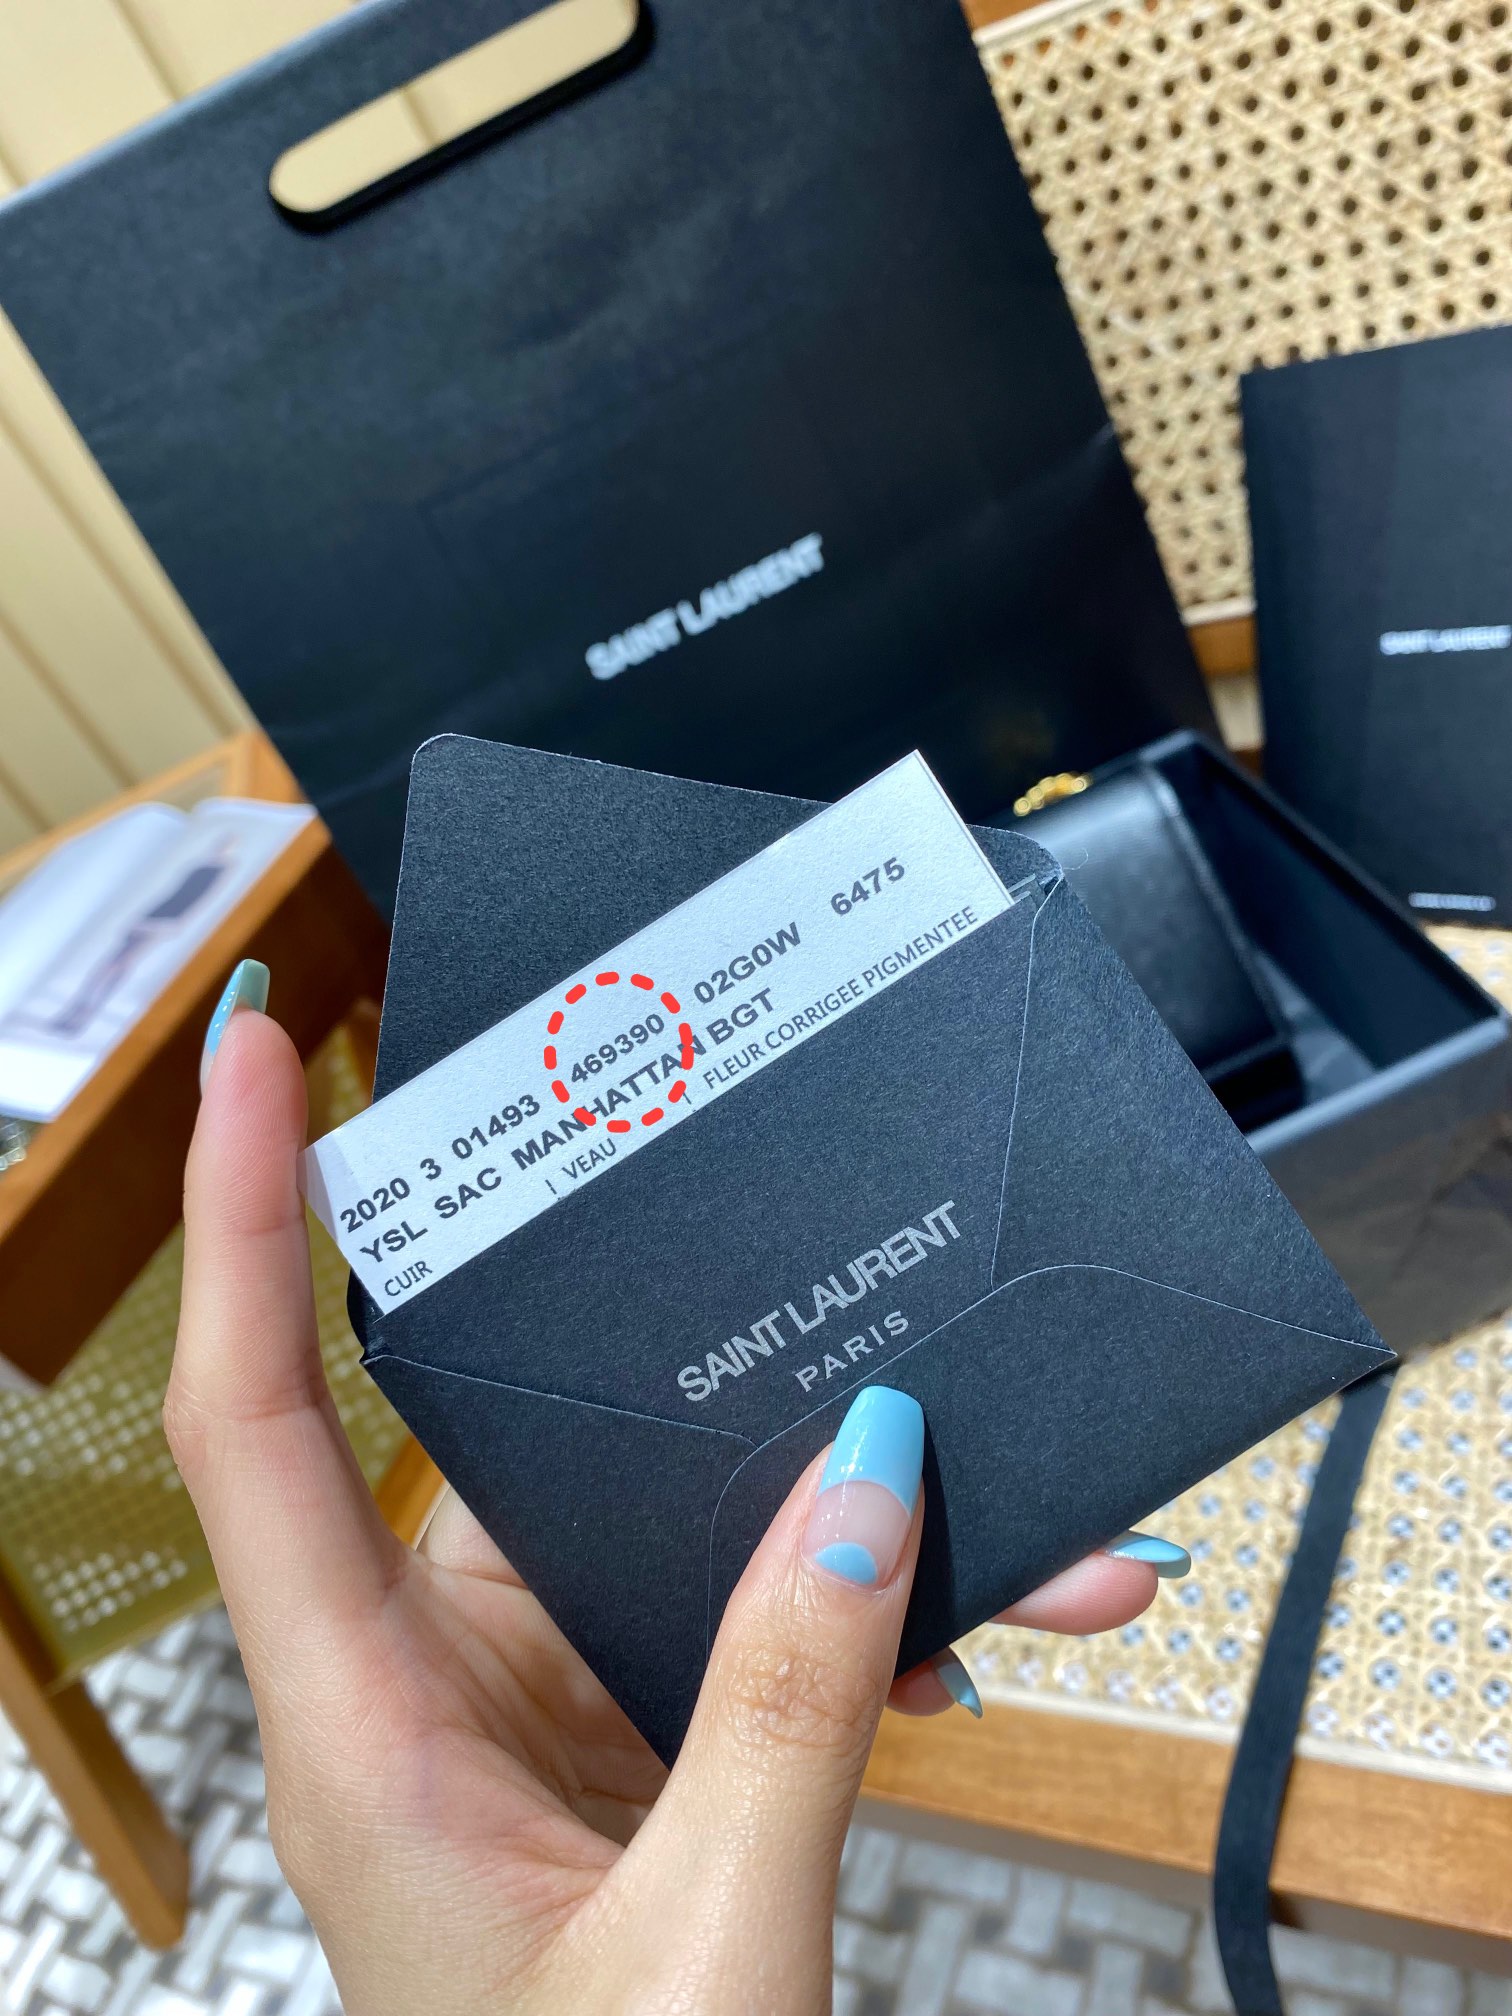 SAINT LAURENT
SAINT LAURENT
2020 3 01493 469390 02G0W 6475
YSL SAC MANHATTAN BGT
CUIR | VEAU | FLEUR CORRIGEE PIGMENTEE
SAINT LAURENT
PARIS